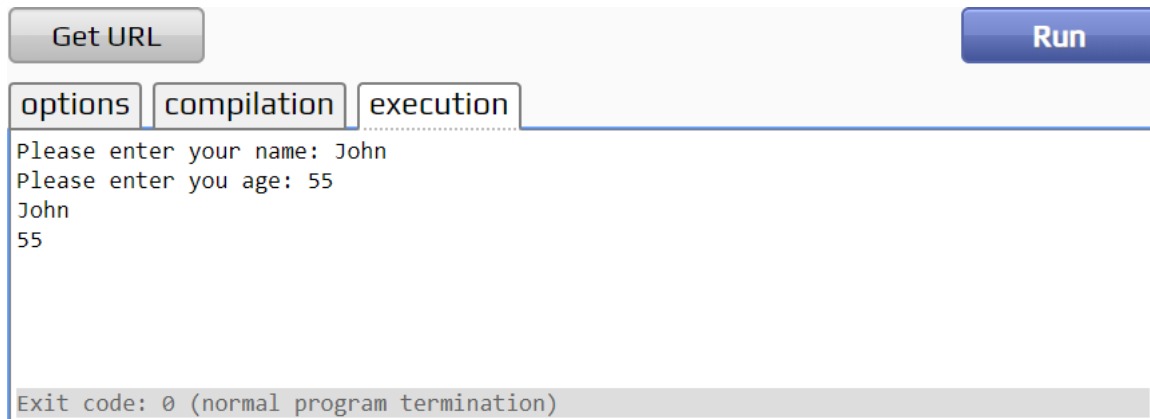 Get URL
Run
options compilation execution
Please enter your name: John
Please enter you age: 55
John
55
Exit code: 0 (normal program termination)